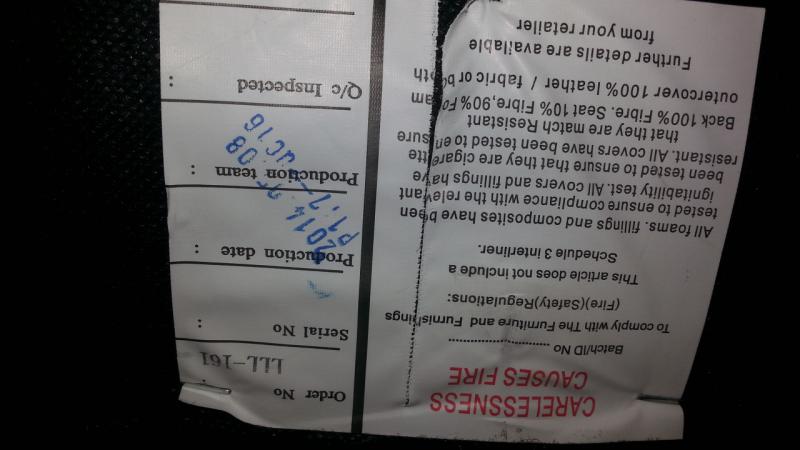 CARELESSNESS
CAUSES FIRE
Batch/ID No ..........................
To comply with The Furniture and Furnishings
(Fire)(Safety)(Regulations):
This article does not include a
Schedule 3 interliner.
All foams. fillings and composites have been
tested to ensure compliance with the relevant
ignitability test. All covers and fillings have
been tested to ensure that they are cigarette
resistant. All covers have been tested to ensure
that they are match Resistant
Back 100% Fibre. Seat 10% Fibre, 90% Foam
outercover 100% leather / fabric or both
Further details are available
from your retailer
Order No :
LLL-161
Serial No :
Production date :
2014
Production team :
08
Q/c Inspected :